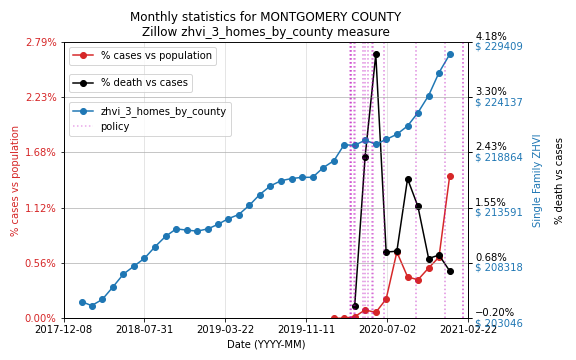 Monthly statistics for MONTGOMERY COUNTY
Zillow zhvi_3_homes_by_county measure
2.79%
2.23%
1.68%
1.12%
0.56%
0.00%
% cases vs population
% cases vs population
% death vs cases
zhvi_3_homes_by_county
policy
4.18%
$ 229409
3.30%
$ 224137
2.43%
$ 218864
1.55%
$ 213591
0.68%
$ 208318
−0.20%
$ 203046
Single Family ZHVI
% death vs cases
2017-12-08
2018-07-31
2019-03-22
2019-11-11
2020-07-02
2021-02-22
Date (YYYY-MM)